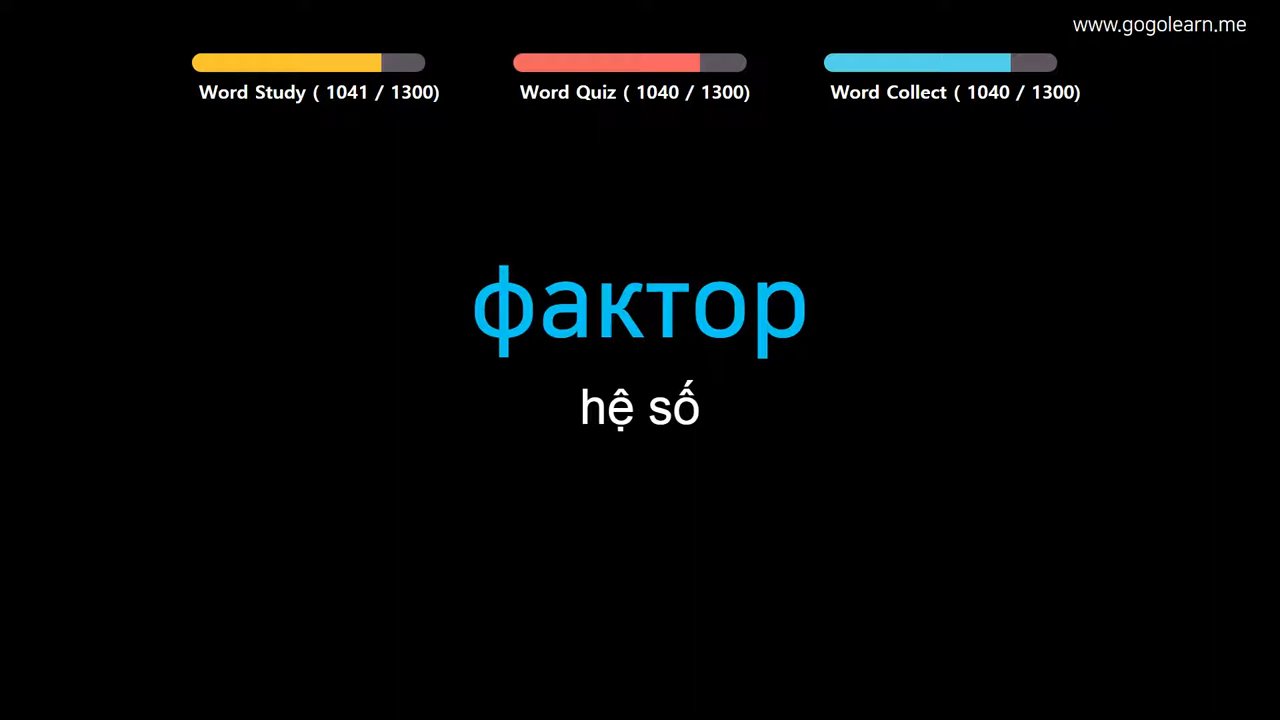 www.gogolearn.me
Word Study ( 1041 / 1300)
Word Quiz ( 1040 / 1300)
Word Collect ( 1040 / 1300)
фактор
hệ số